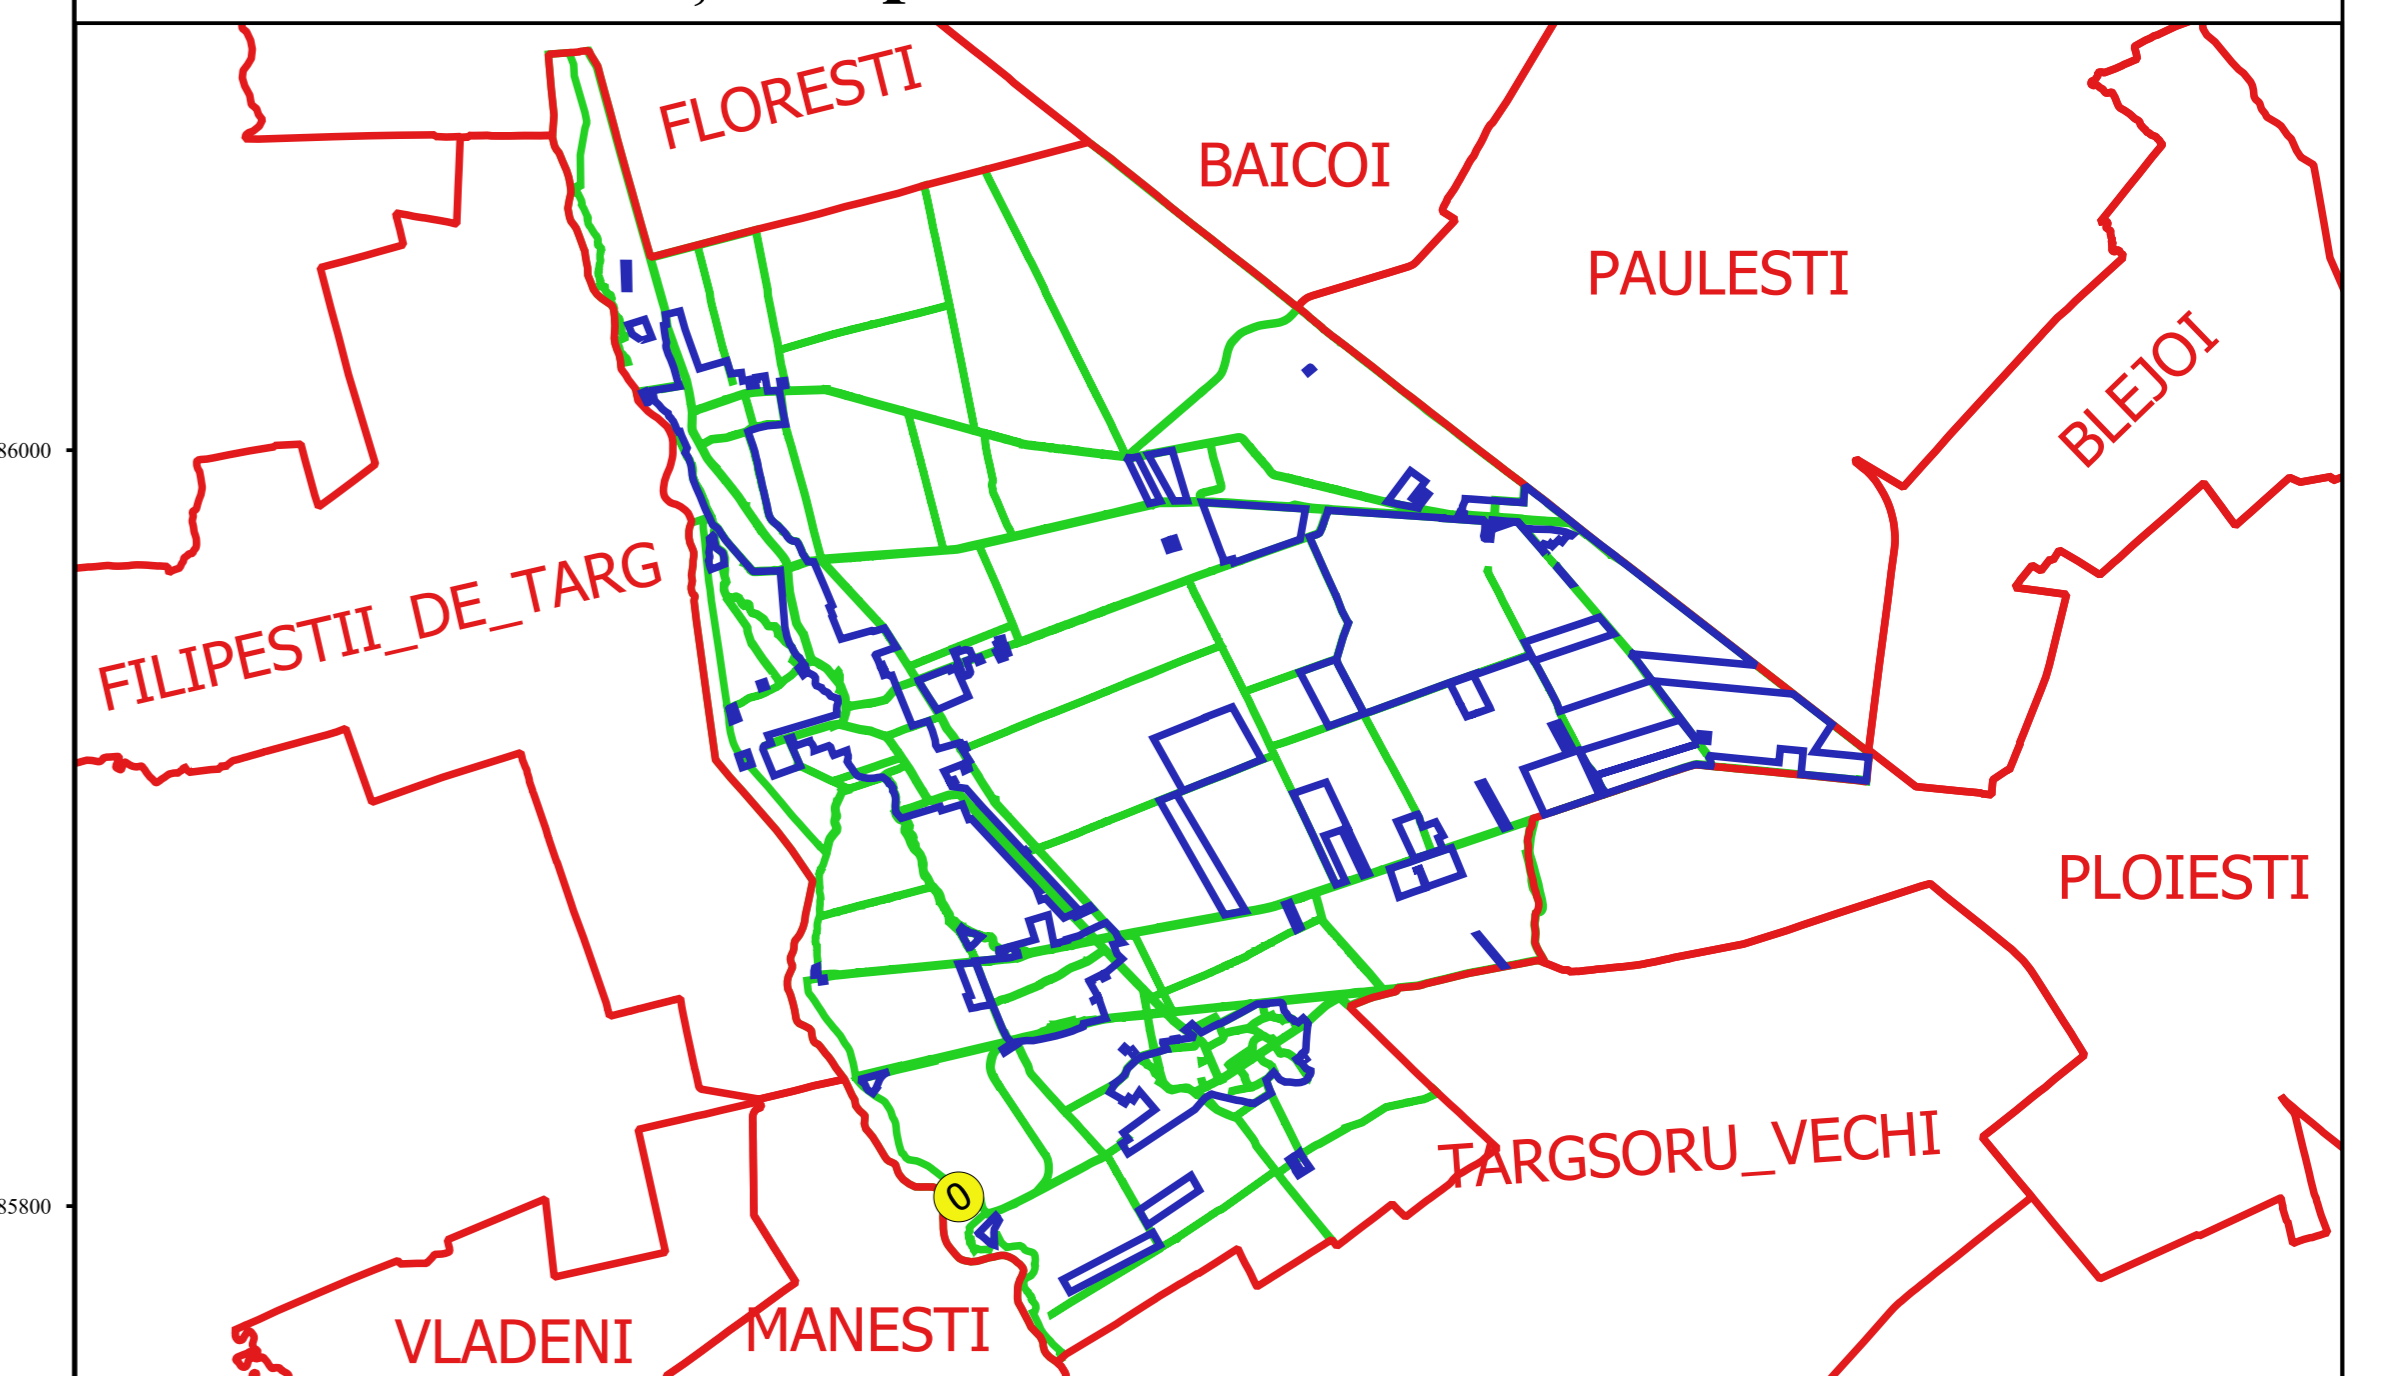 FLORESTI
BAICOI
PAULESTI
BLEJOI
86000
FILIPESTII_DE_TARG
PLOIESTI
TARGSORU_VECHI
0
85800
VLADENI
MANESTI